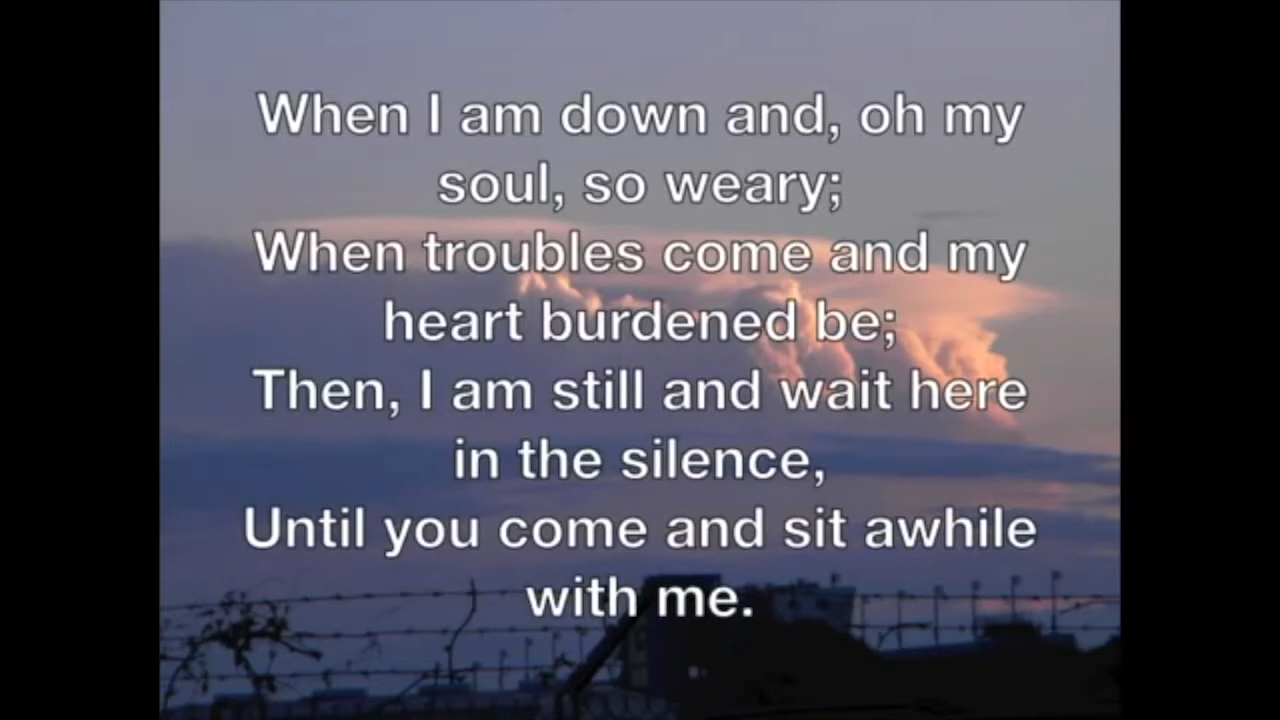 When I am down and, oh my
soul, so weary;
When troubles come and my
heart burdened be;
Then, I am still and wait here
in the silence,
Until you come and sit awhile
with me.